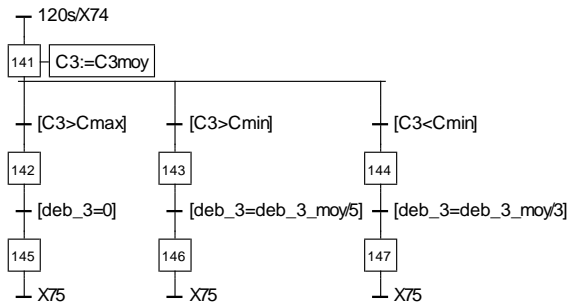 120s/X74
141 C3:=C3moy
[C3>Cmax] [C3>Cmin] [C3<Cmin]
142 143 144
[deb_3=0] [deb_3=deb_3_moy/5] [deb_3=deb_3_moy/3]
145 146 147
X75 X75 X75